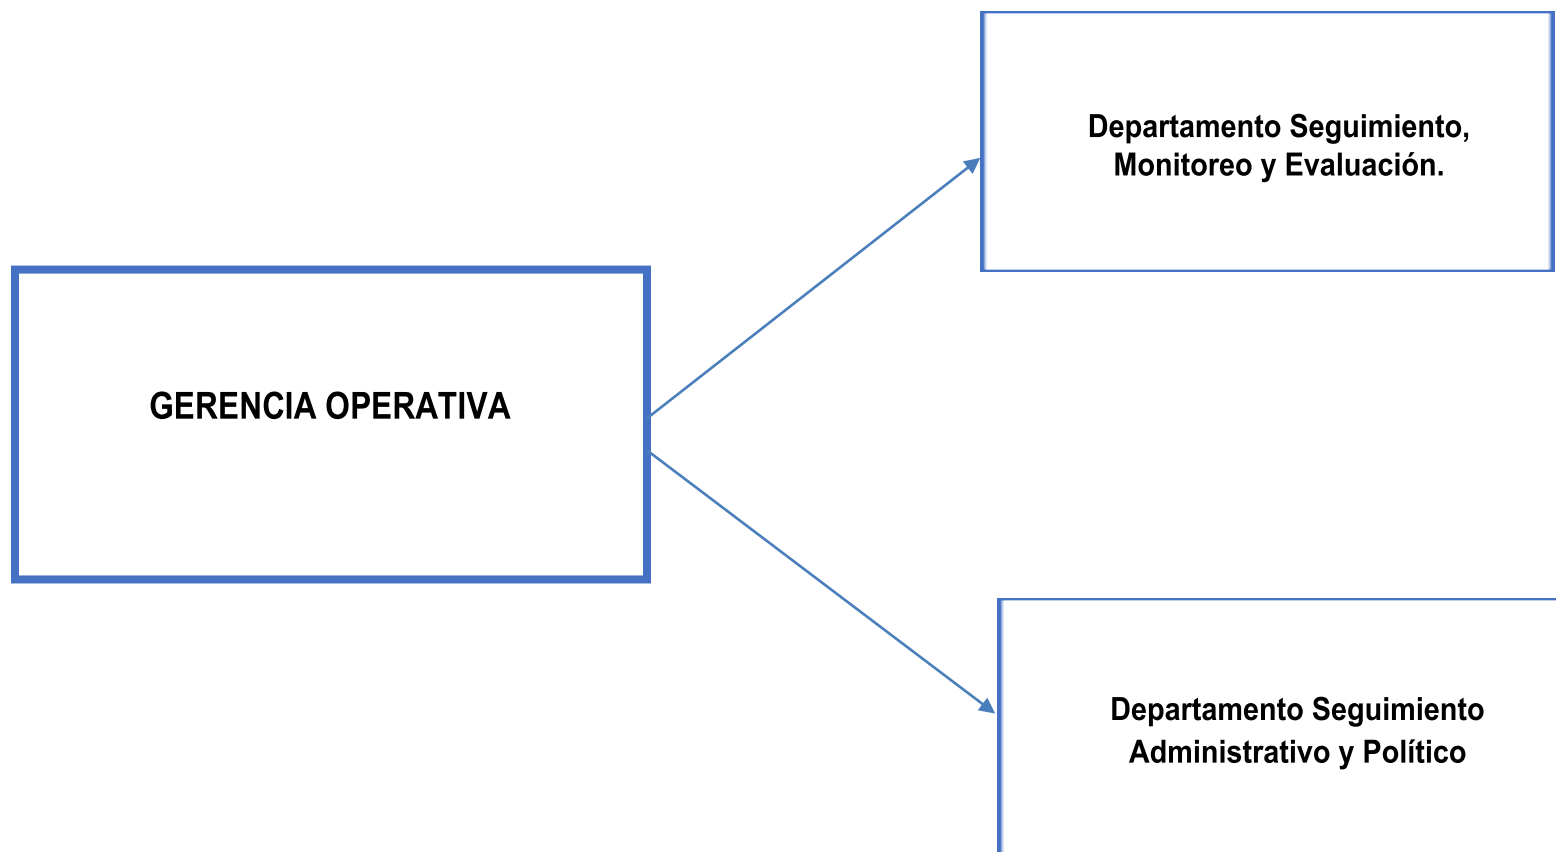 Departamento Seguimiento,
Monitoreo y Evaluación.
GERENCIA OPERATIVA
Departamento Seguimiento
Administrativo y Político